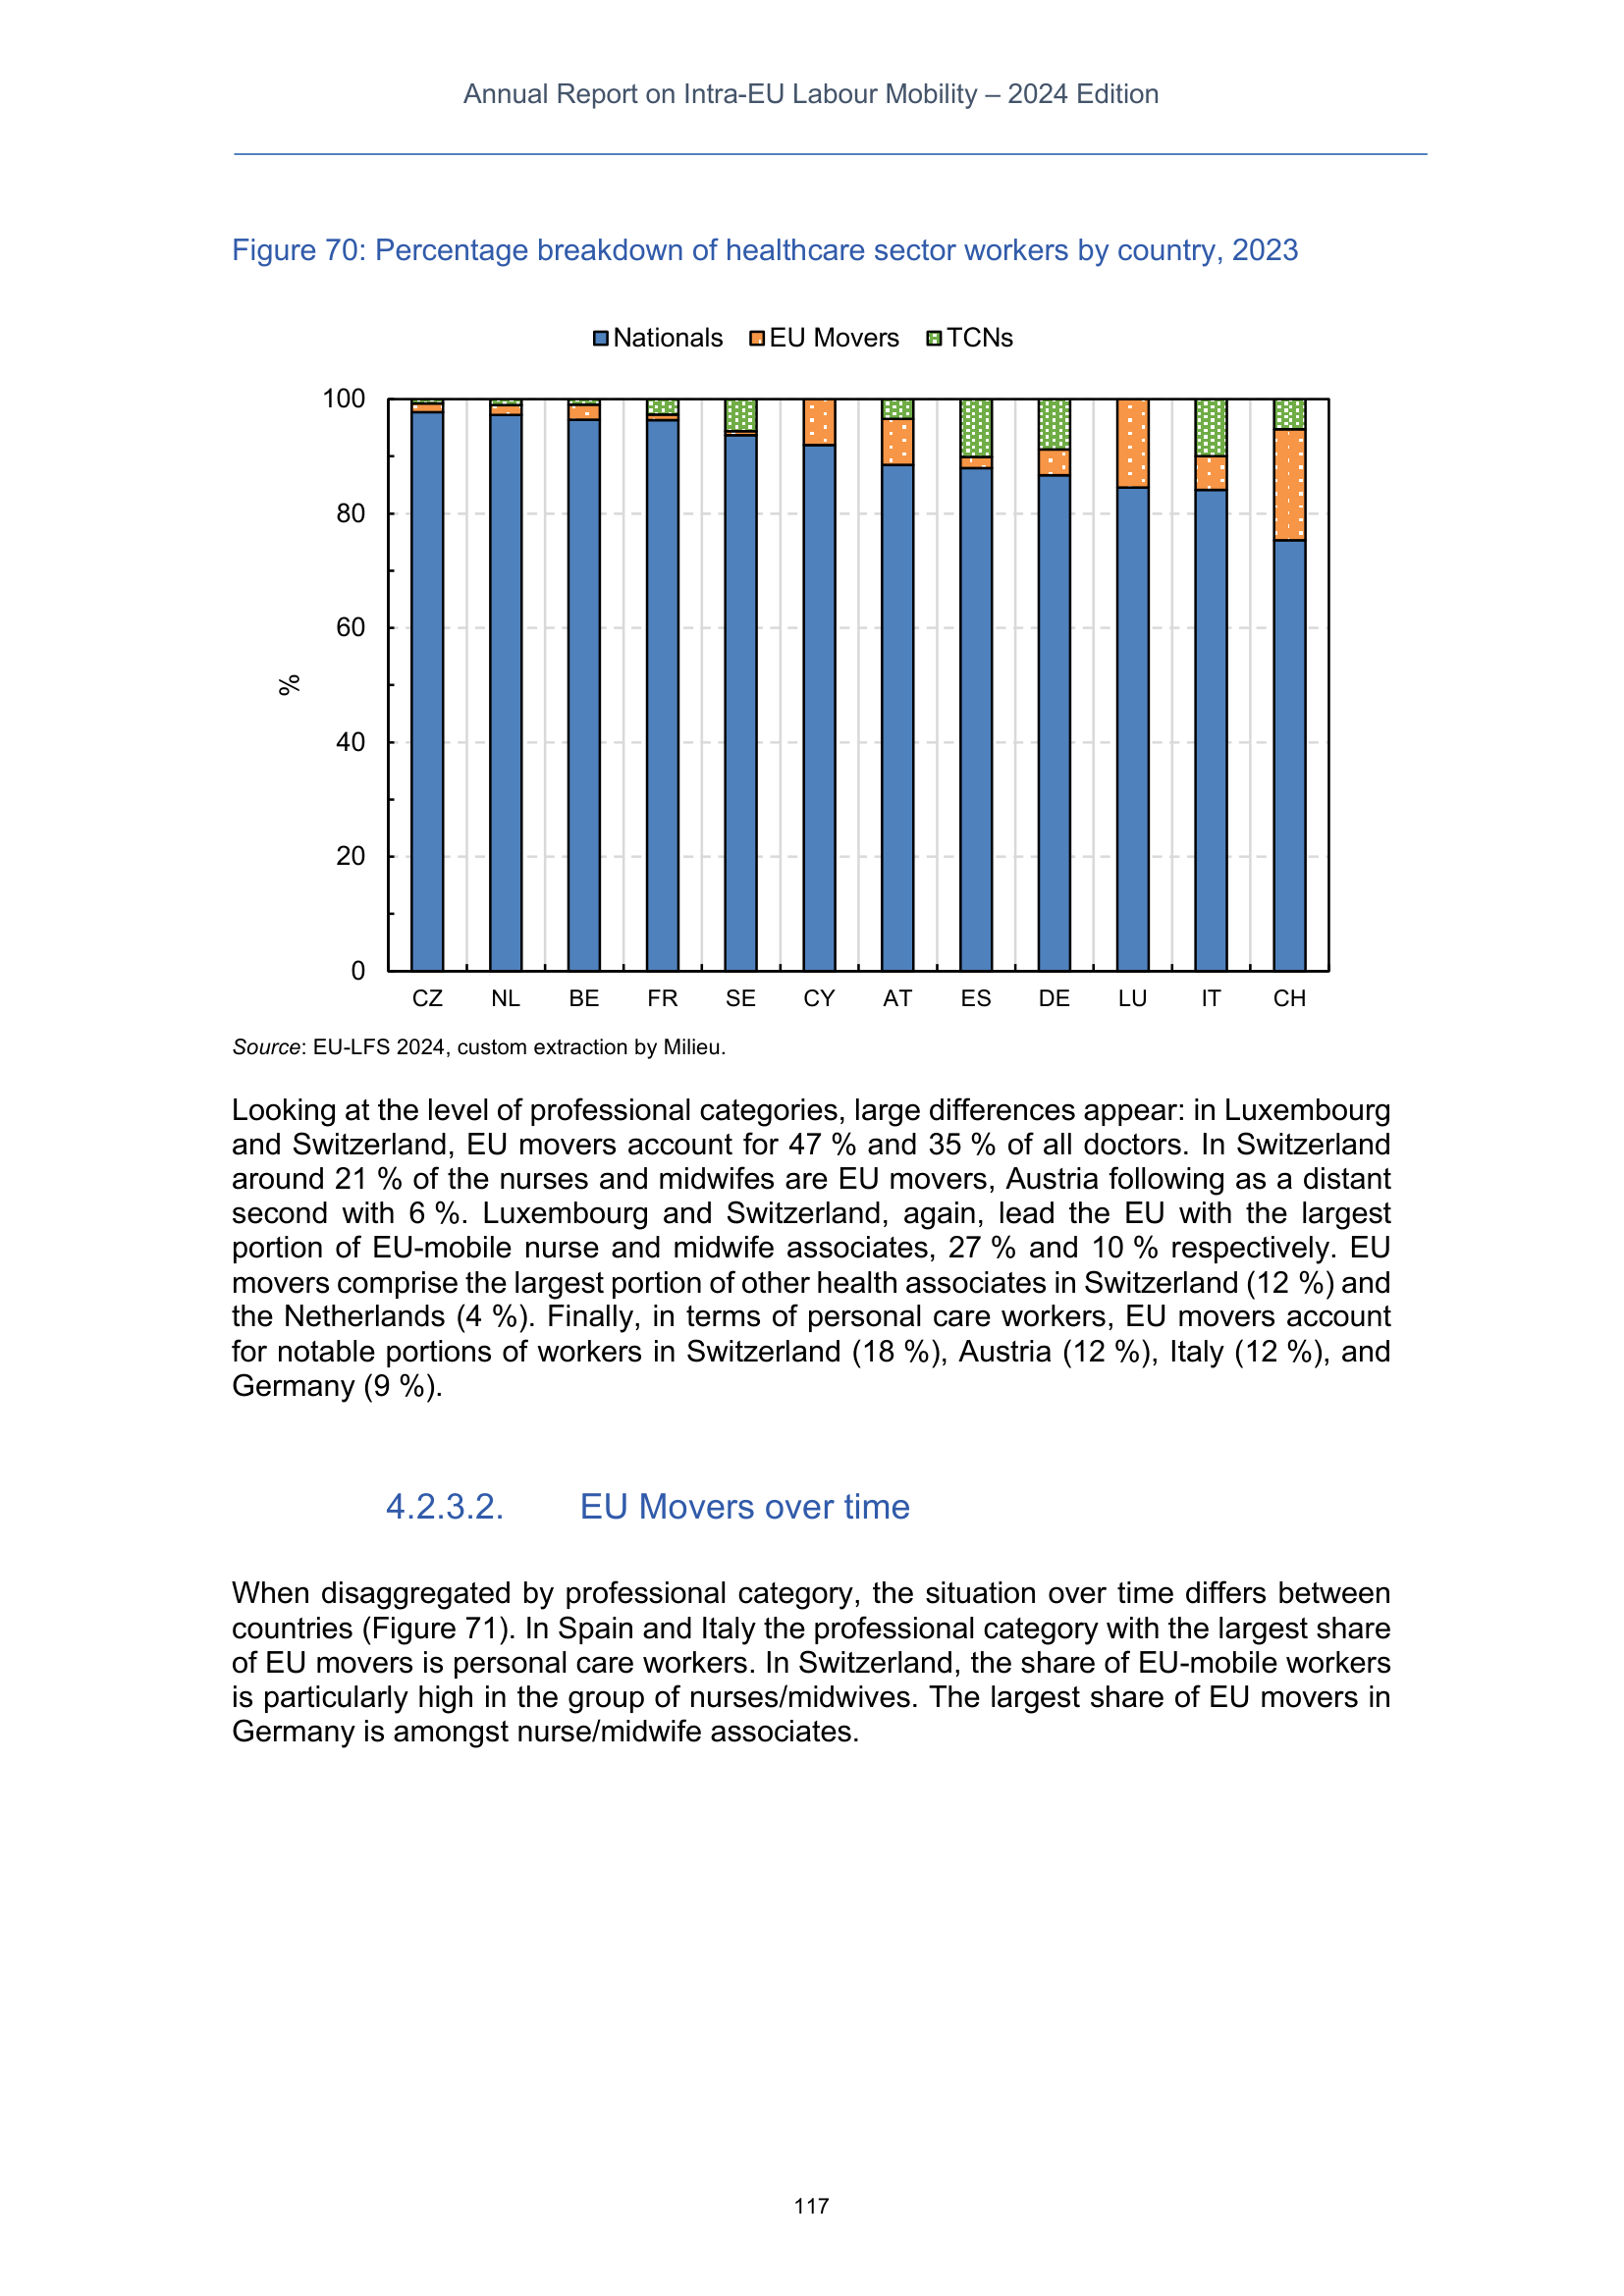 Annual Report on Intra-EU Labour Mobility – 2024 Edition
Figure 70: Percentage breakdown of healthcare sector workers by country, 2023
Nationals EU Movers TCNs
100
80
60
40
20
0
%
CZ NL BE FR SE CY AT ES DE LU IT CH
Source: EU-LFS 2024, custom extraction by Milieu.
Looking at the level of professional categories, large differences appear: in Luxembourg
and Switzerland, EU movers account for 47 % and 35 % of all doctors. In Switzerland
around 21 % of the nurses and midwifes are EU movers, Austria following as a distant
second with 6 %. Luxembourg and Switzerland, again, lead the EU with the largest
portion of EU-mobile nurse and midwife associates, 27 % and 10 % respectively. EU
movers comprise the largest portion of other health associates in Switzerland (12 %) and
the Netherlands (4 %). Finally, in terms of personal care workers, EU movers account
for notable portions of workers in Switzerland (18 %), Austria (12 %), Italy (12 %), and
Germany (9 %).
4.2.3.2. EU Movers over time
When disaggregated by professional category, the situation over time differs between
countries (Figure 71). In Spain and Italy the professional category with the largest share
of EU movers is personal care workers. In Switzerland, the share of EU-mobile workers
is particularly high in the group of nurses/midwives. The largest share of EU movers in
Germany is amongst nurse/midwife associates.
117